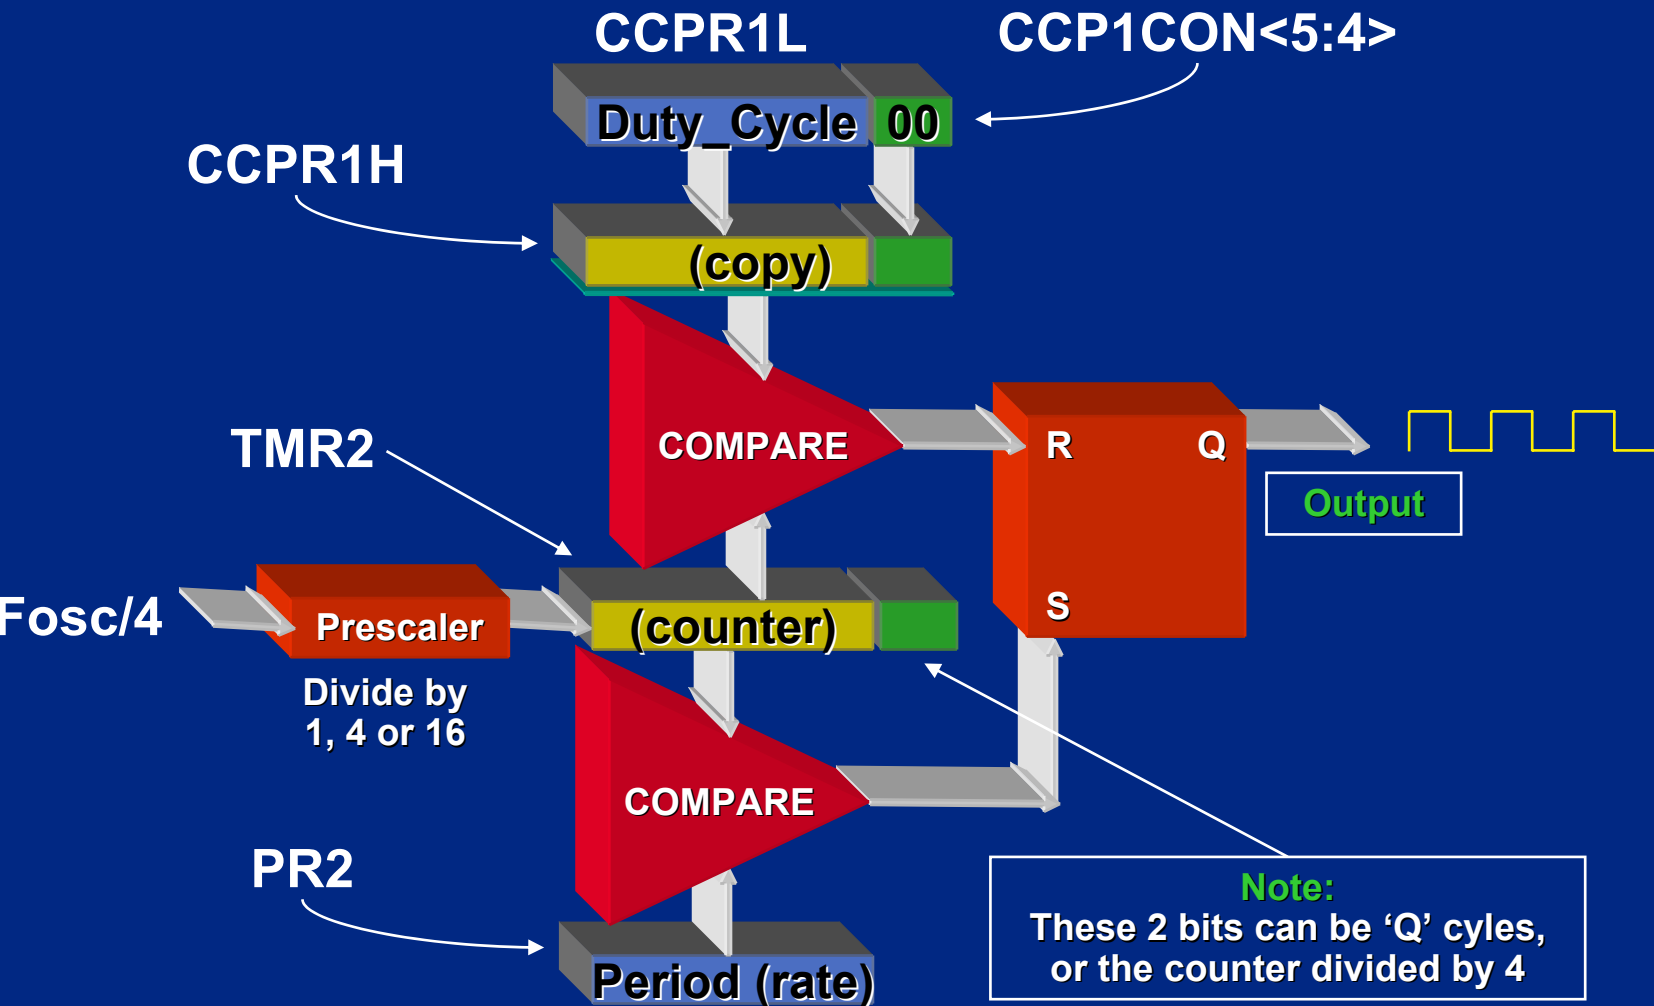 CCPR1L
CCP1CON<5:4>
Duty_Cycle 00
CCPR1H
(copy)
TMR2
COMPARE
R
Q
Output
Fosc/4
Prescaler
(counter)
S
Divide by
1, 4 or 16
COMPARE
PR2
Period (rate)
Note:
These 2 bits can be ‘Q’ cyles,
or the counter divided by 4